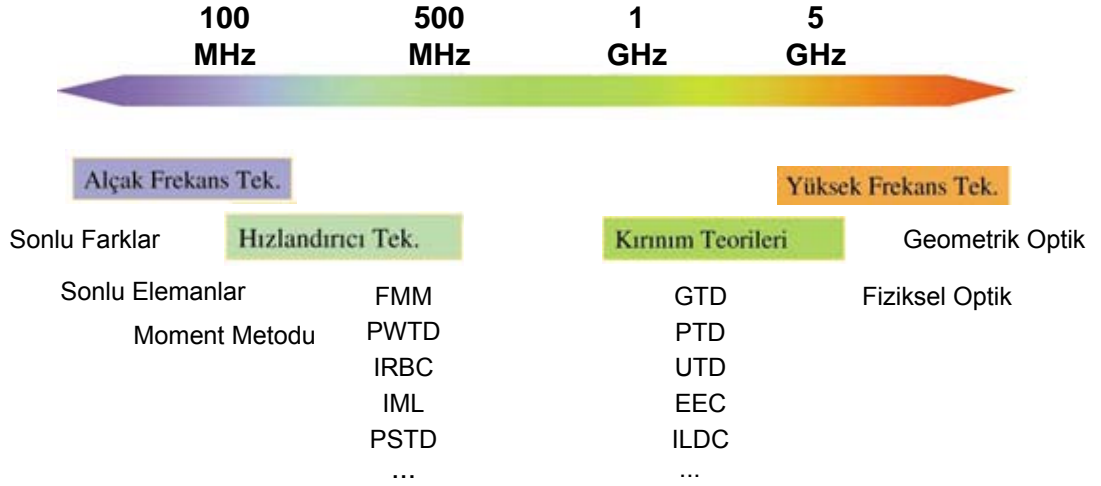 100 MHz
500 MHz
1 GHz
5 GHz
Alçak Frekans Tek.
Yüksek Frekans Tek.
Sonlu Farklar
Hızlandırıcı Tek.
Kırınım Teorileri
Geometrik Optik
Sonlu Elemanlar
FMM
GTD
Fiziksel Optik
Moment Metodu
PWTD
PTD
IRBC
UTD
IML
EEC
PSTD
ILDC
...
...